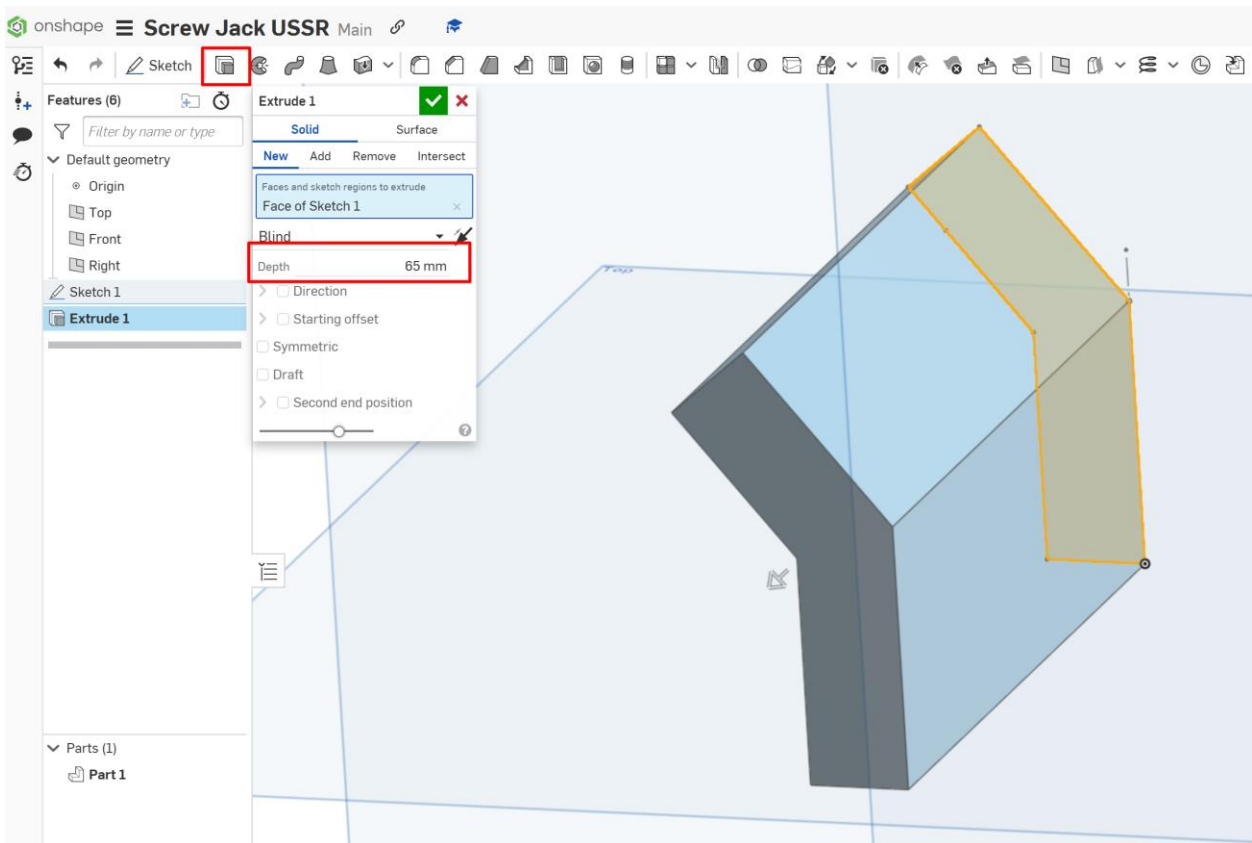 onshape Screw Jack USSR Main
Sketch
Features (6)
Filter by name or type
Default geometry
Origin
Top
Front
Right
Sketch 1
Extrude 1
Extrude 1
Solid Surface
New Add Remove Intersect
Faces and sketch regions to extrude
Face of Sketch 1
Blind
Depth 65 mm
Direction
Starting offset
Symmetric
Draft
Second end position
Top
Parts (1)
Part 1